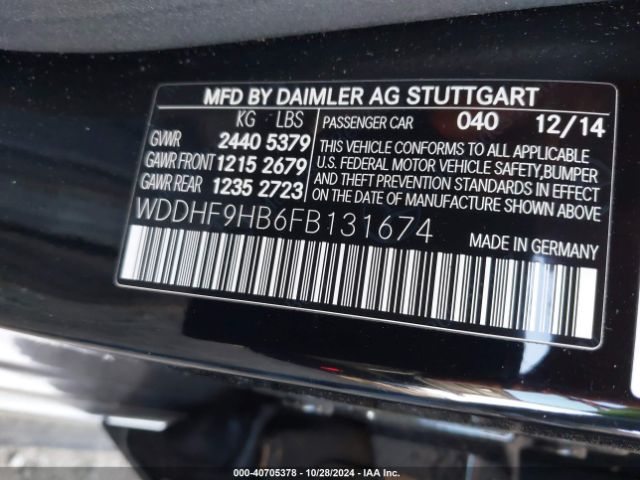 MFD BY DAIMLER AG STUTTGART
KG LBS
GVWR 2440 5379
GAWR FRONT 1215 2679
GAWR REAR 1235 2723
PASSENGER CAR 040 12/14
THIS VEHICLE CONFORMS TO ALL APPLICABLE
U.S. FEDERAL MOTOR VEHICLE SAFETY,BUMPER
AND THEFT PREVENTION STANDARDS IN EFFECT
ON THE DATE OF MANUFACTURE SHOWN ABOVE.
WDDHF9HB6FB131674
MADE IN GERMANY
000-40705378 | 10/28/2024 | IAA Inc.